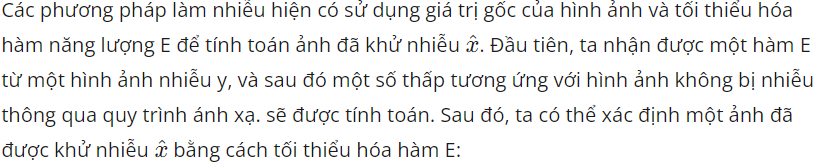 Các phương pháp làm nhiễu hiện có sử dụng giá trị gốc của hình ảnh và tối thiểu hóa
hàm năng lượng E để tính toán ảnh đã khử nhiễu x̂. Đầu tiên, ta nhận được một hàm E
từ một hình ảnh nhiễu y, và sau đó một số thấp tương ứng với hình ảnh không bị nhiễu
thông qua quy trình ánh xạ. sẽ được tính toán. Sau đó, ta có thể xác định một ảnh đã
được khử nhiễu x̂ bằng cách tối thiểu hóa hàm E: